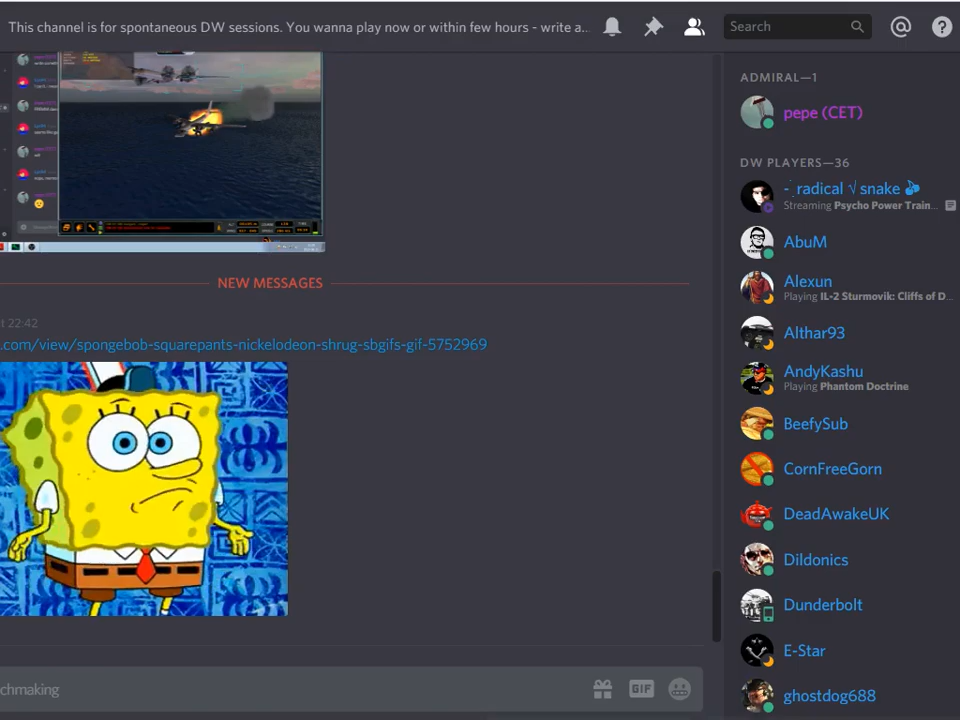 This channel is for spontaneous DW sessions. You wanna play now or within few hours - write a...
Search
NEW MESSAGES
t 22:42
.com/view/spongebob-squarepants-nickelodeon-shrug-sbgifs-gif-5752969
chmaking
GIF
ADMIRAL—1
pepe (CET)
DW PLAYERS—36
-˙radical √ snake
Streaming Psycho Power Train...
AbuM
Alexun
Playing IL-2 Sturmovik: Cliffs of D...
Althar93
AndyKashu
Playing Phantom Doctrine
BeefySub
CornFreeGorn
DeadAwakeUK
Dildonics
Dunderbolt
E-Star
ghostdog688